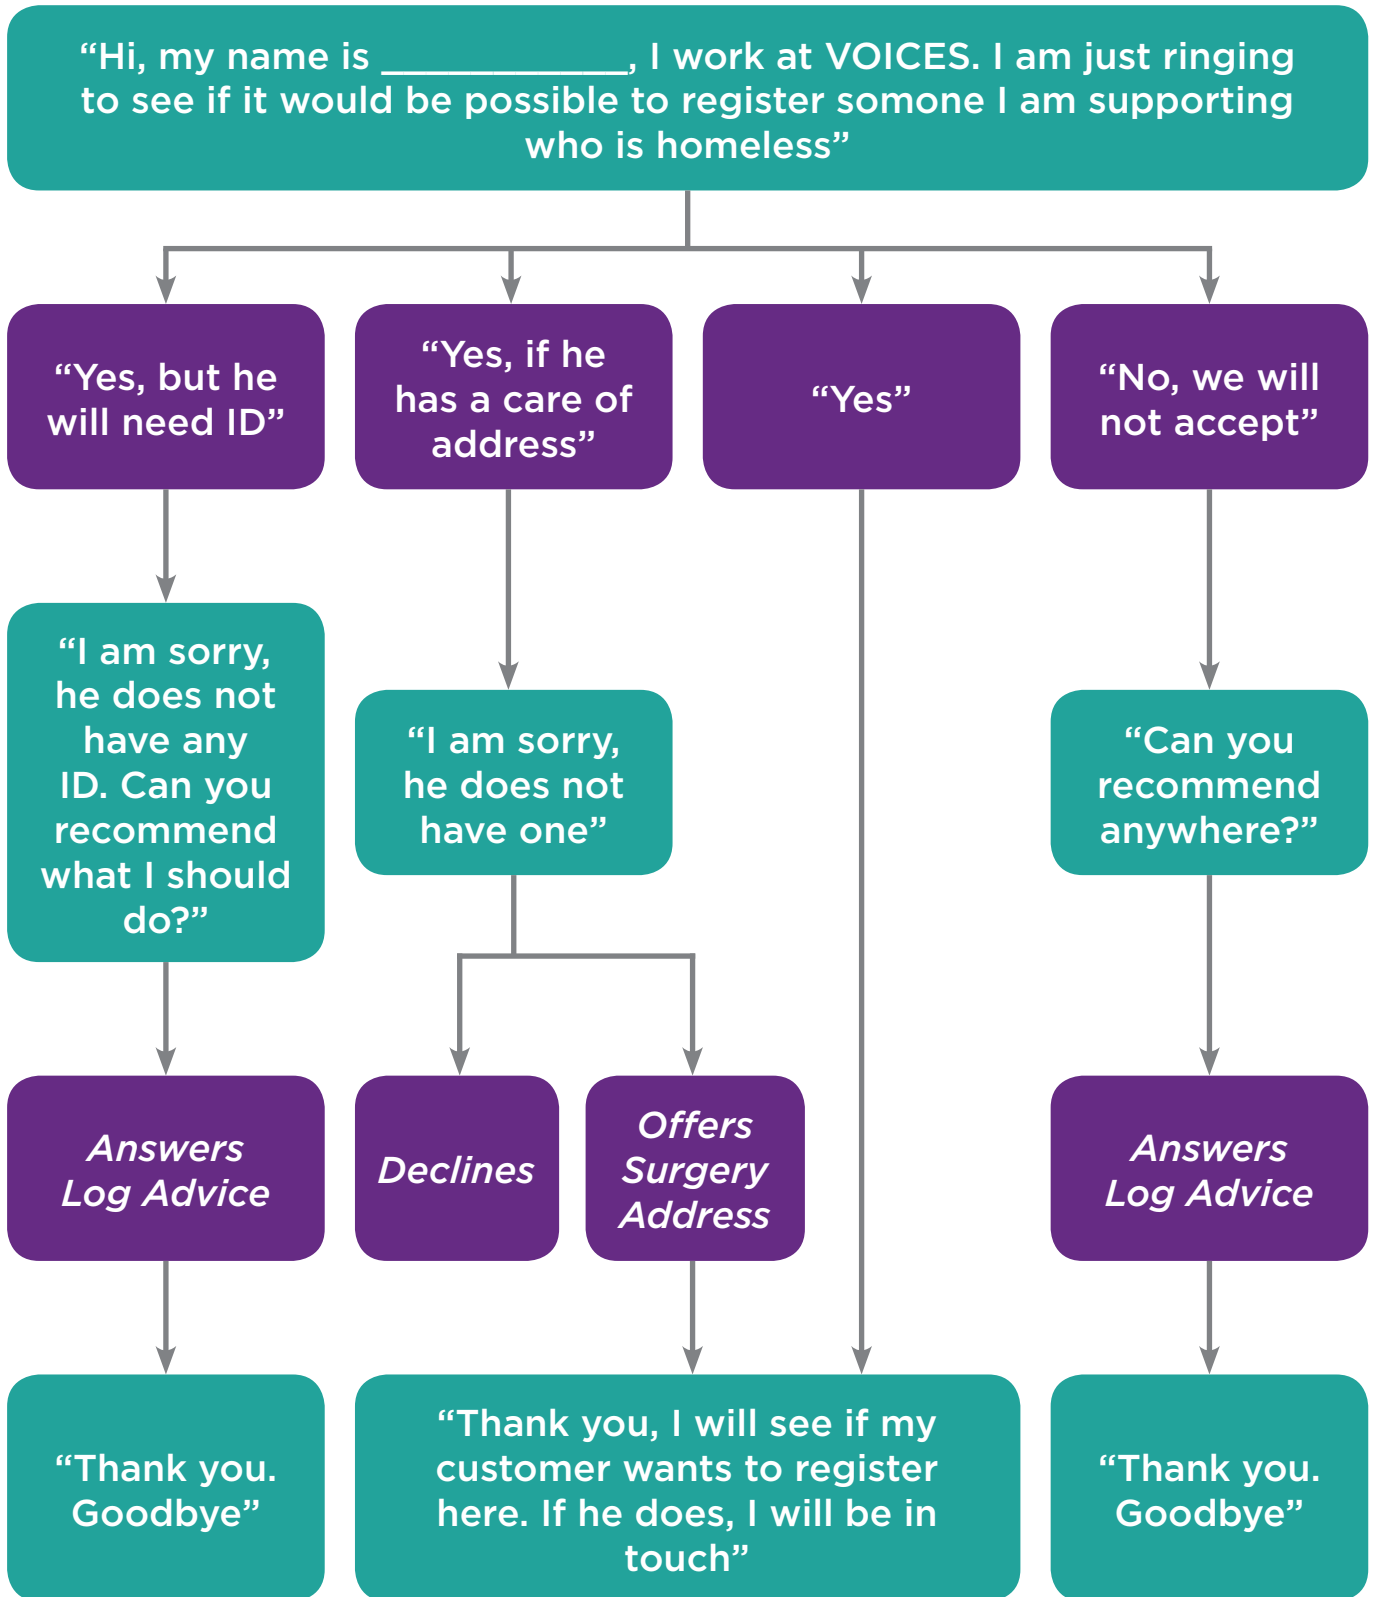 “Hi, my name is ____________, I work at VOICES. I am just ringing
to see if it would be possible to register somone I am supporting
who is homeless”
“Yes, but he
will need ID”
“Yes, if he
has a care of
address”
“Yes”
“No, we will
not accept”
“I am sorry,
he does not
have any
ID. Can you
recommend
what I should
do?”
“I am sorry,
he does not
have one”
“Can you
recommend
anywhere?”
Answers
Log Advice
Declines
Offers
Surgery
Address
Answers
Log Advice
“Thank you.
Goodbye”
“Thank you, I will see if my
customer wants to register
here. If he does, I will be in
touch”
“Thank you.
Goodbye”